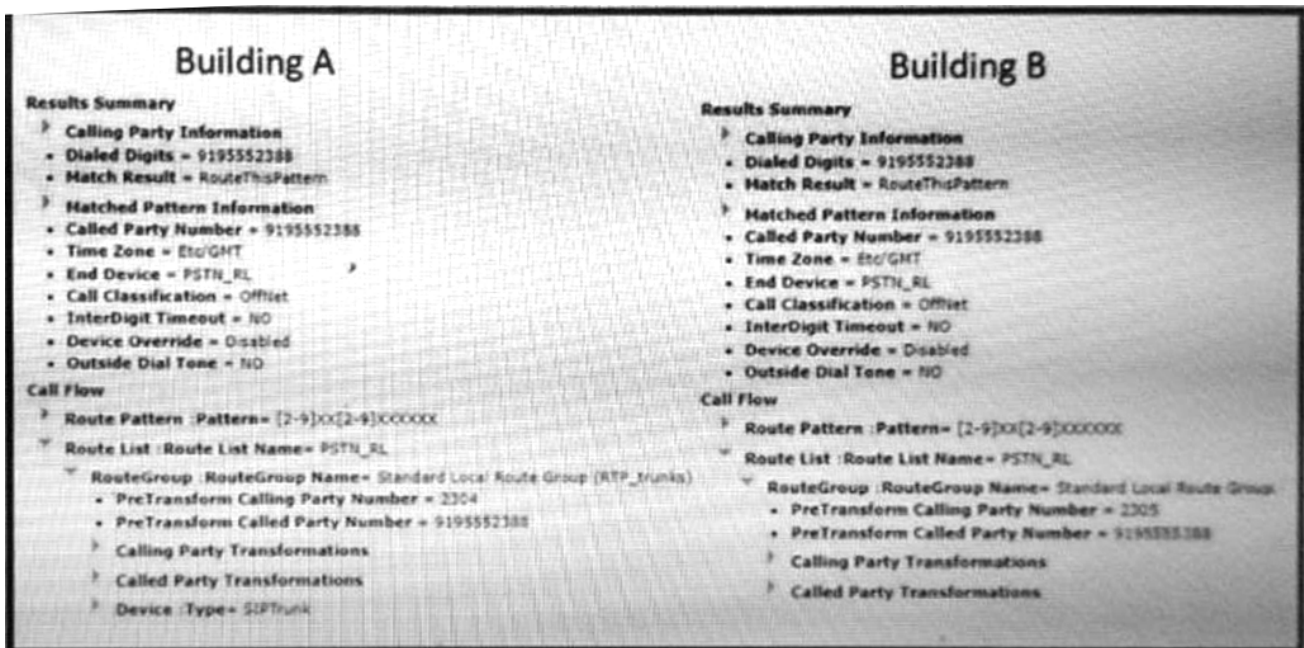 Building A
Results Summary
Calling Party Information
Dialed Digits = 9195552388
Match Result = RouteThisPattern
Matched Pattern Information
Called Party Number = 9195552388
Time Zone = Etc/GMT
End Device = PSTN_RL
Call Classification = OffNet
InterDigit Timeout = NO
Device Override = Disabled
Outside Dial Tone = NO
Call Flow
Route Pattern :Pattern= [2-9]XX[2-9]XXXXXX
Route List :Route List Name= PSTN_RL
RouteGroup :RouteGroup Name= Standard Local Route Group (RTP_trunks)
PreTransform Calling Party Number = 2304
PreTransform Called Party Number = 9195552388
Calling Party Transformations
Called Party Transformations
Device :Type= SIPTrunk
Building B
Results Summary
Calling Party Information
Dialed Digits = 9195552388
Match Result = RouteThisPattern
Matched Pattern Information
Called Party Number = 9195552388
Time Zone = Etc/GMT
End Device = PSTN_RL
Call Classification = OffNet
InterDigit Timeout = NO
Device Override = Disabled
Outside Dial Tone = NO
Call Flow
Route Pattern :Pattern= [2-9]XX[2-9]XXXXXX
Route List :Route List Name= PSTN_RL
RouteGroup :RouteGroup Name= Standard Local Route Group
PreTransform Calling Party Number = 2305
PreTransform Called Party Number = 9195552388
Calling Party Transformations
Called Party Transformations